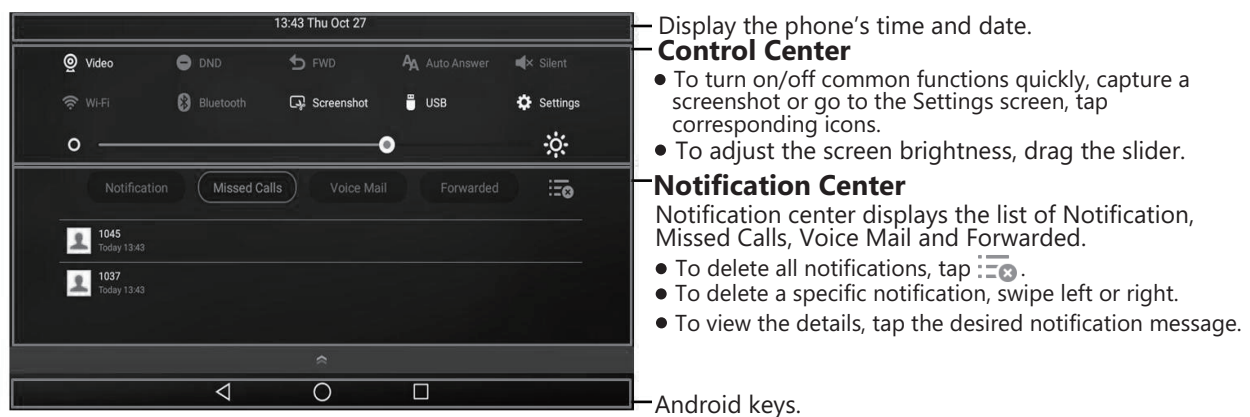 13:43 Thu Oct 27
Video DND FWD Auto Answer Silent
Wi-Fi Bluetooth Screenshot USB Settings
Notification Missed Calls Voice Mail Forwarded
1045
Today 13:43
1037
Today 13:43
Display the phone’s time and date.
Control Center
● To turn on/off common functions quickly, capture a
screenshot or go to the Settings screen, tap
corresponding icons.
● To adjust the screen brightness, drag the slider.
Notification Center
Notification center displays the list of Notification,
Missed Calls, Voice Mail and Forwarded.
● To delete all notifications, tap .
● To delete a specific notification, swipe left or right.
● To view the details, tap the desired notification message.
Android keys.